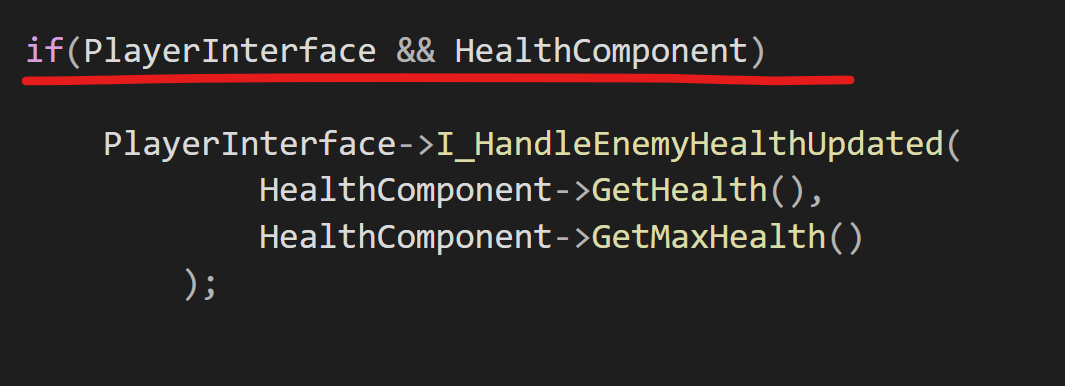 if(PlayerInterface && HealthComponent)
PlayerInterface->I_HandleEnemyHealthUpdated(
HealthComponent->GetHealth(),
HealthComponent->GetMaxHealth()
);